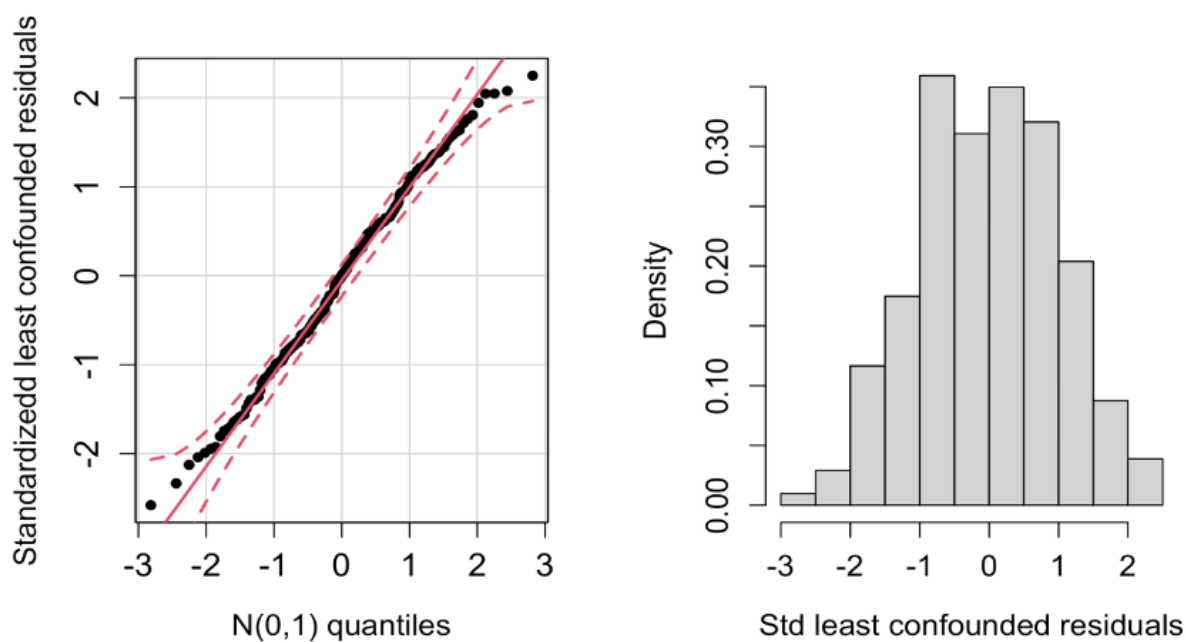 Standardizedd least confounded residuals
2
1
0
-1
-2
-3 -2 -1 0 1 2 3
N(0,1) quantiles
Density
0.30
0.20
0.10
0.00
-3 -2 -1 0 1 2
Std least confounded residuals